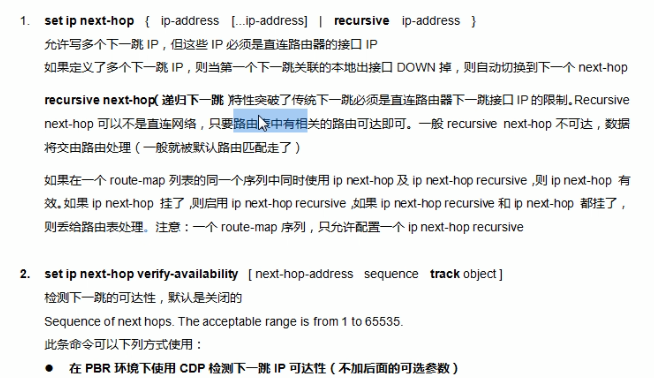 1. set ip next-hop { ip-address [...ip-address] | recursive ip-address }
允许写多个下一跳 IP，但这些 IP 必须是直连路由器的接口 IP
如果定义了多个下一跳 IP，则当第一个下一跳关联的本地出接口 DOWN 掉，则自动切换到下一个 next-hop
recursive next-hop（递归下一跳）特性突破了传统下一跳必须是直连路由器下一跳接口 IP 的限制。Recursive
next-hop 可以不是直连网络，只要路由表中有相关的路由可达即可。一般 recursive next-hop 不可达，数据
将交由路由处理（一般就被默认路由匹配走了）
如果在一个 route-map 列表的同一个序列中同时使用 ip next-hop 及 ip next-hop recursive，则 ip next-hop 有
效。如果 ip next-hop 挂了，则启用 ip next-hop recursive，如果 ip next-hop recursive 和 ip next-hop 都挂了，
则丢给路由表处理。注意：一个 route-map 序列，只允许配置一个 ip next-hop recursive
2. set ip next-hop verify-availability [ next-hop-address sequence track object ]
检测下一跳的可达性，默认是关闭的
Sequence of next hops. The acceptable range is from 1 to 65535.
此条命令可以下列方式使用：
● 在 PBR 环境下使用 CDP 检测下一跳 IP 可达性（不加后面的可选参数）